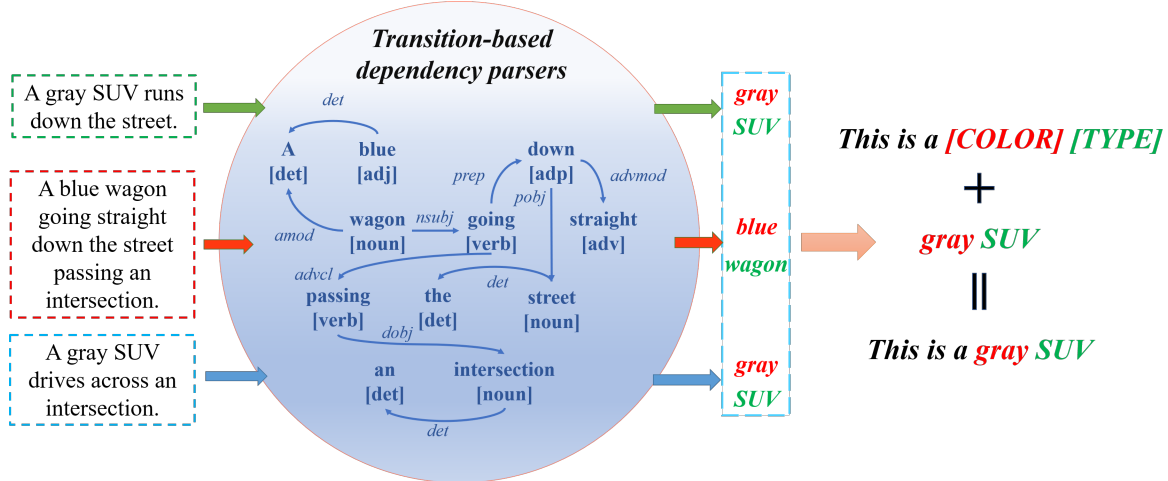 Transition-based
dependency parsers
A gray SUV runs
down the street.
A blue wagon
going straight
down the street
passing an
intersection.
A gray SUV
drives across an
intersection.
det
A
[det]
blue
[adj]
down
[adp]
prep
pobj
advmod
wagon
[noun]
nsubj
going
[verb]
straight
[adv]
amod
advcl
det
passing
[verb]
the
[det]
street
[noun]
dobj
an
[det]
intersection
[noun]
det
gray
SUV
blue
wagon
gray
SUV
This is a [COLOR] [TYPE]
+
gray SUV
=
This is a gray SUV